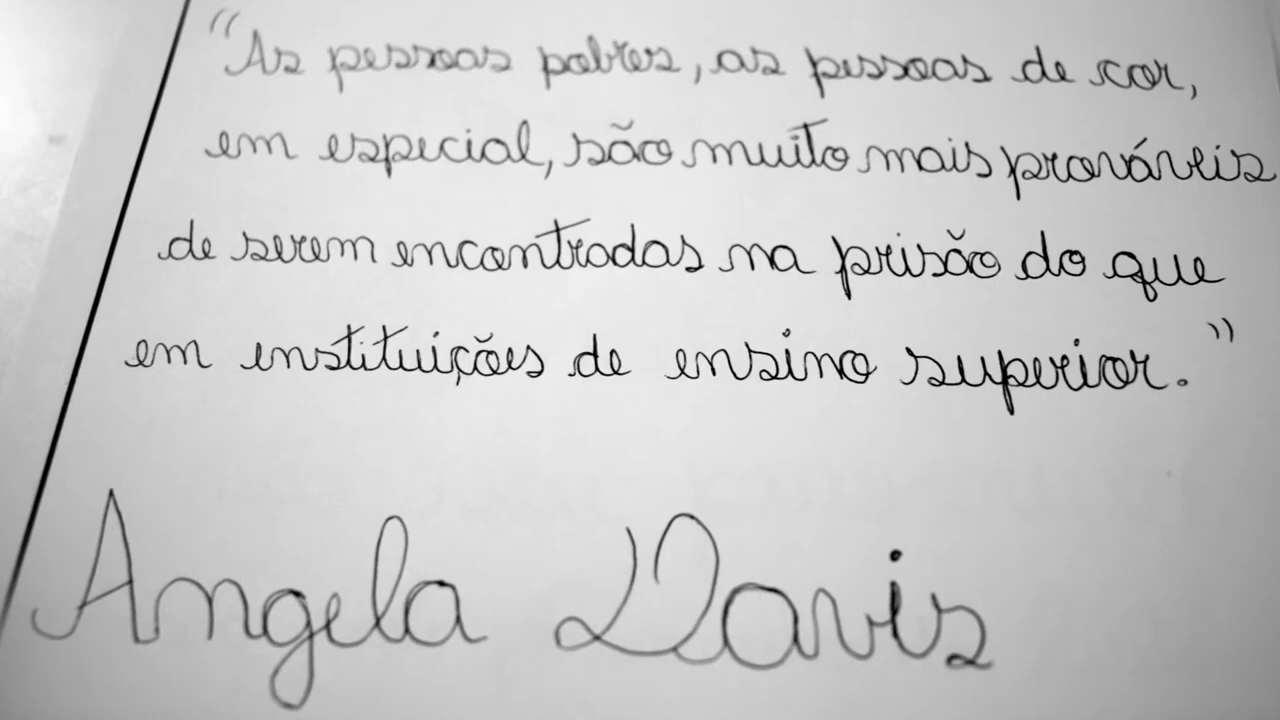 "As pessoas pobres, as pessoas de cor,
em especial, são muito mais prováveis
de serem encontradas na prisão do que
em instituições de ensino superior."
Angela Davis